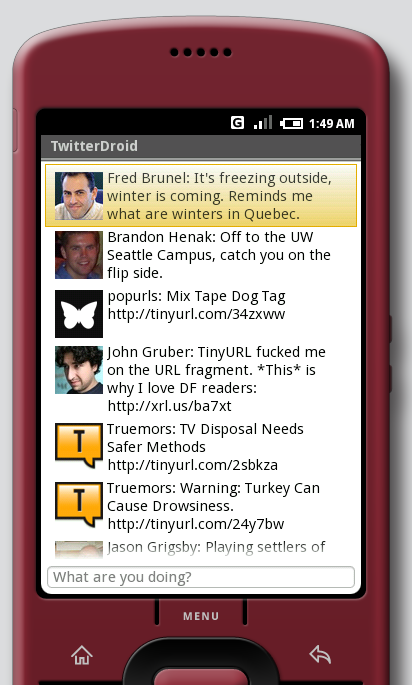 G
1:49 AM
TwitterDroid
Fred Brunel: It's freezing outside,
winter is coming. Reminds me
what are winters in Quebec.
Brandon Henak: Off to the UW
Seattle Campus, catch you on the
flip side.
popurls: Mix Tape Dog Tag
http://tinyurl.com/34zxww
John Gruber: TinyURL fucked me
on the URL fragment. *This* is
why I love DF readers:
http://xrl.us/ba7xt
T
Truemors: TV Disposal Needs
Safer Methods
http://tinyurl.com/2sbkza
T
Truemors: Warning: Turkey Can
Cause Drowsiness.
http://tinyurl.com/24y7bw
Jason Grigsby: Playing settlers of
What are you doing?
MENU